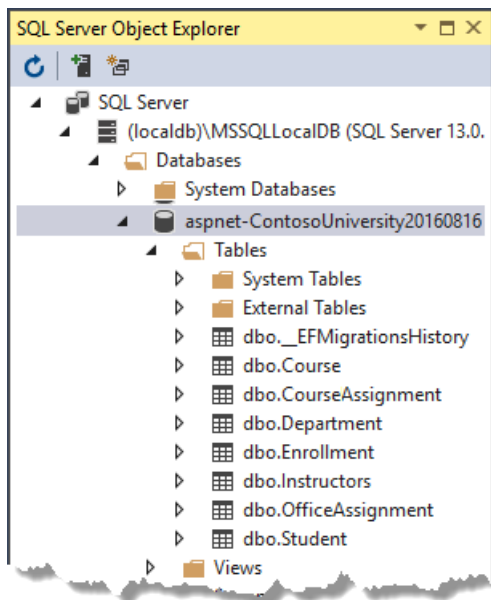 SQL Server Object Explorer
SQL Server
(localdb)\MSSQLLocalDB (SQL Server 13.0.
Databases
System Databases
aspnet-ContosoUniversity20160816
Tables
System Tables
External Tables
dbo.__EFMigrationsHistory
dbo.Course
dbo.CourseAssignment
dbo.Department
dbo.Enrollment
dbo.Instructors
dbo.OfficeAssignment
dbo.Student
Views